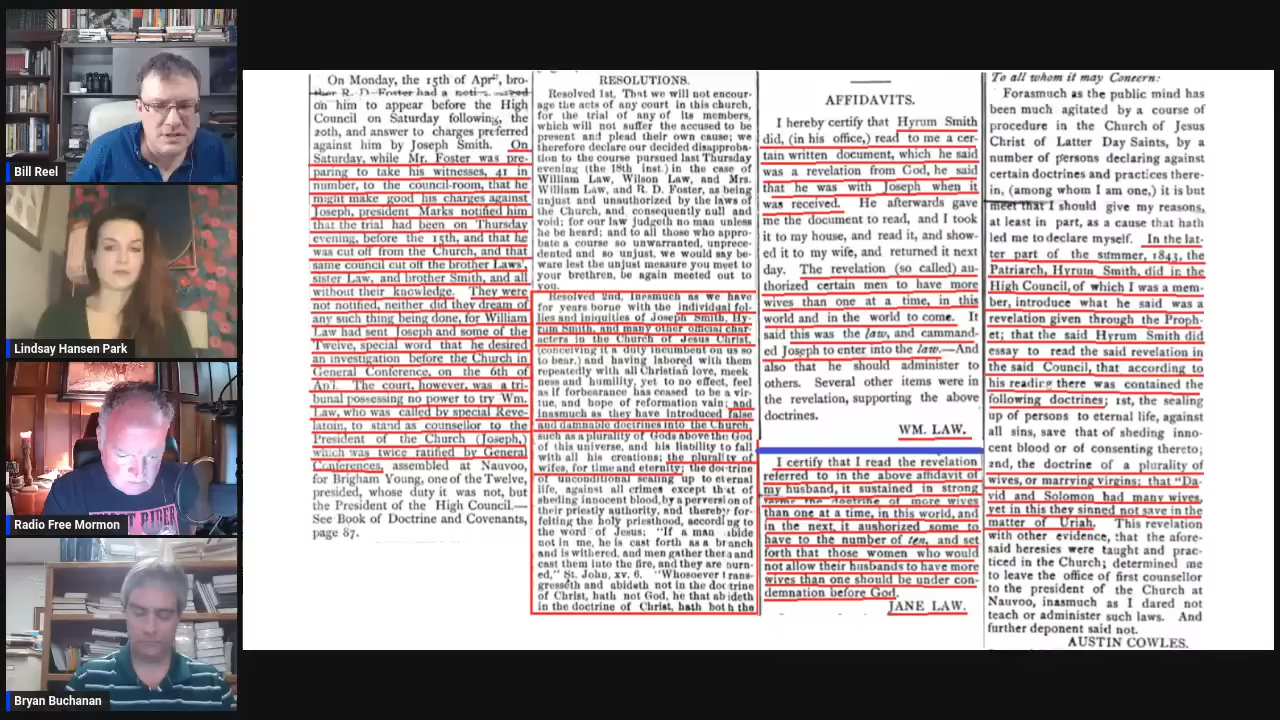 Bill Reel
Lindsay Hansen Park
Radio Free Mormon
Bryan Buchanan
On Monday, the 15th of Apr", bro-
ther R. D. Foster had a
on him to appear before the High
Council on Saturday following, the
20th, and answer to charges preferred
against him by Joseph Smith. On
Saturday, while Mr. Foster was pre-
paring to take his witnesses, 41 in
number, to the council-room, that he
might make good his charges against
Joseph, president Marks notified him
that the trial had been on Thursday
evening, before the 15th, and that he
was cut off from the Church, and that
same council cut off the brother Laws',
sister Law, and brother Smith, and all
without their knowledge. They were
not notified, neither did they dream of
any such thing being done, for William
Law had sent Joseph and some of the
Twelve, special word that he desired
an investigation before the Church in
General Conference, on the 6th of
Ap'l. The court, however, was a tri-
bunal possessing no power to try Wm.
Law, who was called by special Reve-
latoin, to stand as counsellor to the
President of the Church (Joseph,)
which was twice ratified by General
Conferences, assembled at Nauvoo,
for Brigham Young, one of the Twelve,
presided, whose duty it was not, but
the President of the High Council.—
See Book of Doctrine and Covenants,
page 87.
RESOLUTIONS.
Resolved 1st, That we will not encour-
age the acts of any court in this church,
for the trial of any of its members,
which will not suffer the accused to be
present and plead their own cause; we
therefore declare our decided disapproba-
tion to the course pursued last Thursday
evening (the 18th inst.) in the case of
William Law, Wilson Law, and Mrs.
William Law, and R. D. Foster, as being
unjust and unauthorized by the laws of
the Church, and consequently null and
void; for our law judgeth no man unless
he be heard; and to all those who appro-
bate a course so unwarranted, unprece-
dented and so unjust, we would say be-
ware lest the unjust measure you meet to
your brethren, be again meeted out to
you.
Resolved 2nd, Inasmuch as we have
for years borne with the individual fol-
lies and iniquities of Joseph Smith, Hy-
rum Smith, and many other official char-
acters in the Church of Jesus Christ,
(conceiving it a duty incumbent on us so
to bear,) and having labored with them
repeatedly with all Christian love, meek
ness and humility, yet to no effect, feel
as if forbearance has ceased to be a vir-
tue, and hope of reformation vain; and
inasmuch as they have introduced false
and damnable doctrines into the Church,
such as a plurality of Gods above the God
of this universe, and his liability to fall
with all his creations; the plurality of
wives, for time and eternity; the doctrine
of unconditional sealing up to eternal
life, against all crimes except that of
sheding innocent blood, by a perversion of
their priestly authority, and thereby for-
feiting the holy priesthood, according to
the word of Jesus; "If a man abide
not in me, he is cast forth as a branch
and is withered, and men gather them and
cast them into the fire, and they are burn-
ed," St. John, xv. 6. "Whosoever trans-
gresseth and abideth not in the doctrine
of Christ, hath not God, he that abideth
in the doctrine of Christ, hath both the
AFFIDAVITS.
I hereby certify that Hyrum Smith
did, (in his office,) read to me a cer-
tain written document, which he said
was a revelation from God, he said
that he was with Joseph when it
was received. He afterwards gave
me the document to read, and I took
it to my house, and read it, and show-
ed it to my wife, and returned it next
day. The revelation (so called) au-
thorized certain men to have more
wives than one at a time, in this
world and in the world to come. It
said this was the law, and cammand-
ed Joseph to enter into the law.—And
also that he should administer to
others. Several other items were in
the revelation, supporting the above
doctrines.
WM. LAW.
I certify that I read the revelation
referred to in the above affidavit of
my husband, it sustained in strong
terms the doctrine of more wives
than one at a time, in this world, and
in the next, it authorized some to
have to the number of ten, and set
forth that those women who would
not allow their husbands to have more
wives than one should be under con-
demnation before God.
JANE LAW.
To all whom it may Concern:
Forasmuch as the public mind has
been much agitated by a course of
procedure in the Church of Jesus
Christ of Latter Day Saints, by a
number of persons declaring against
certain doctrines and practices there-
in, (among whom I am one,) it is but
meet that I should give my reasons,
at least in part, as a cause that hath
led me to declare myself. In the lat-
ter part of the summer, 1843, the
Patriarch, Hyrum Smith, did in the
High Council, of which I was a mem-
ber, introduce what he said was a
revelation given through the Proph-
et; that the said Hyrum Smith did
essay to read the said revelation in
the said Council, that according to
his reading there was contained the
following doctrines; 1st, the sealing
up of persons to eternal life, against
all sins, save that of sheding inno-
cent blood or of consenting thereto;
2nd, the doctrine of a plurality of
wives, or marrying virgins; that "Da-
vid and Solomon had many wives,
yet in this they sinned not save in the
matter of Uriah. This revelation
with other evidence, that the afore-
said heresies were taught and prac-
ticed in the Church; determined me
to leave the office of first counsellor
to the president of the Church at
Nauvoo, inasmuch as I dared not
teach or administer such laws. And
further deponent said not.
AUSTIN COWLES.